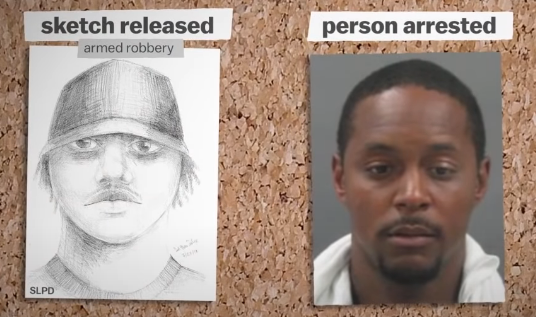 sketch released
armed robbery
person arrested
SLPD